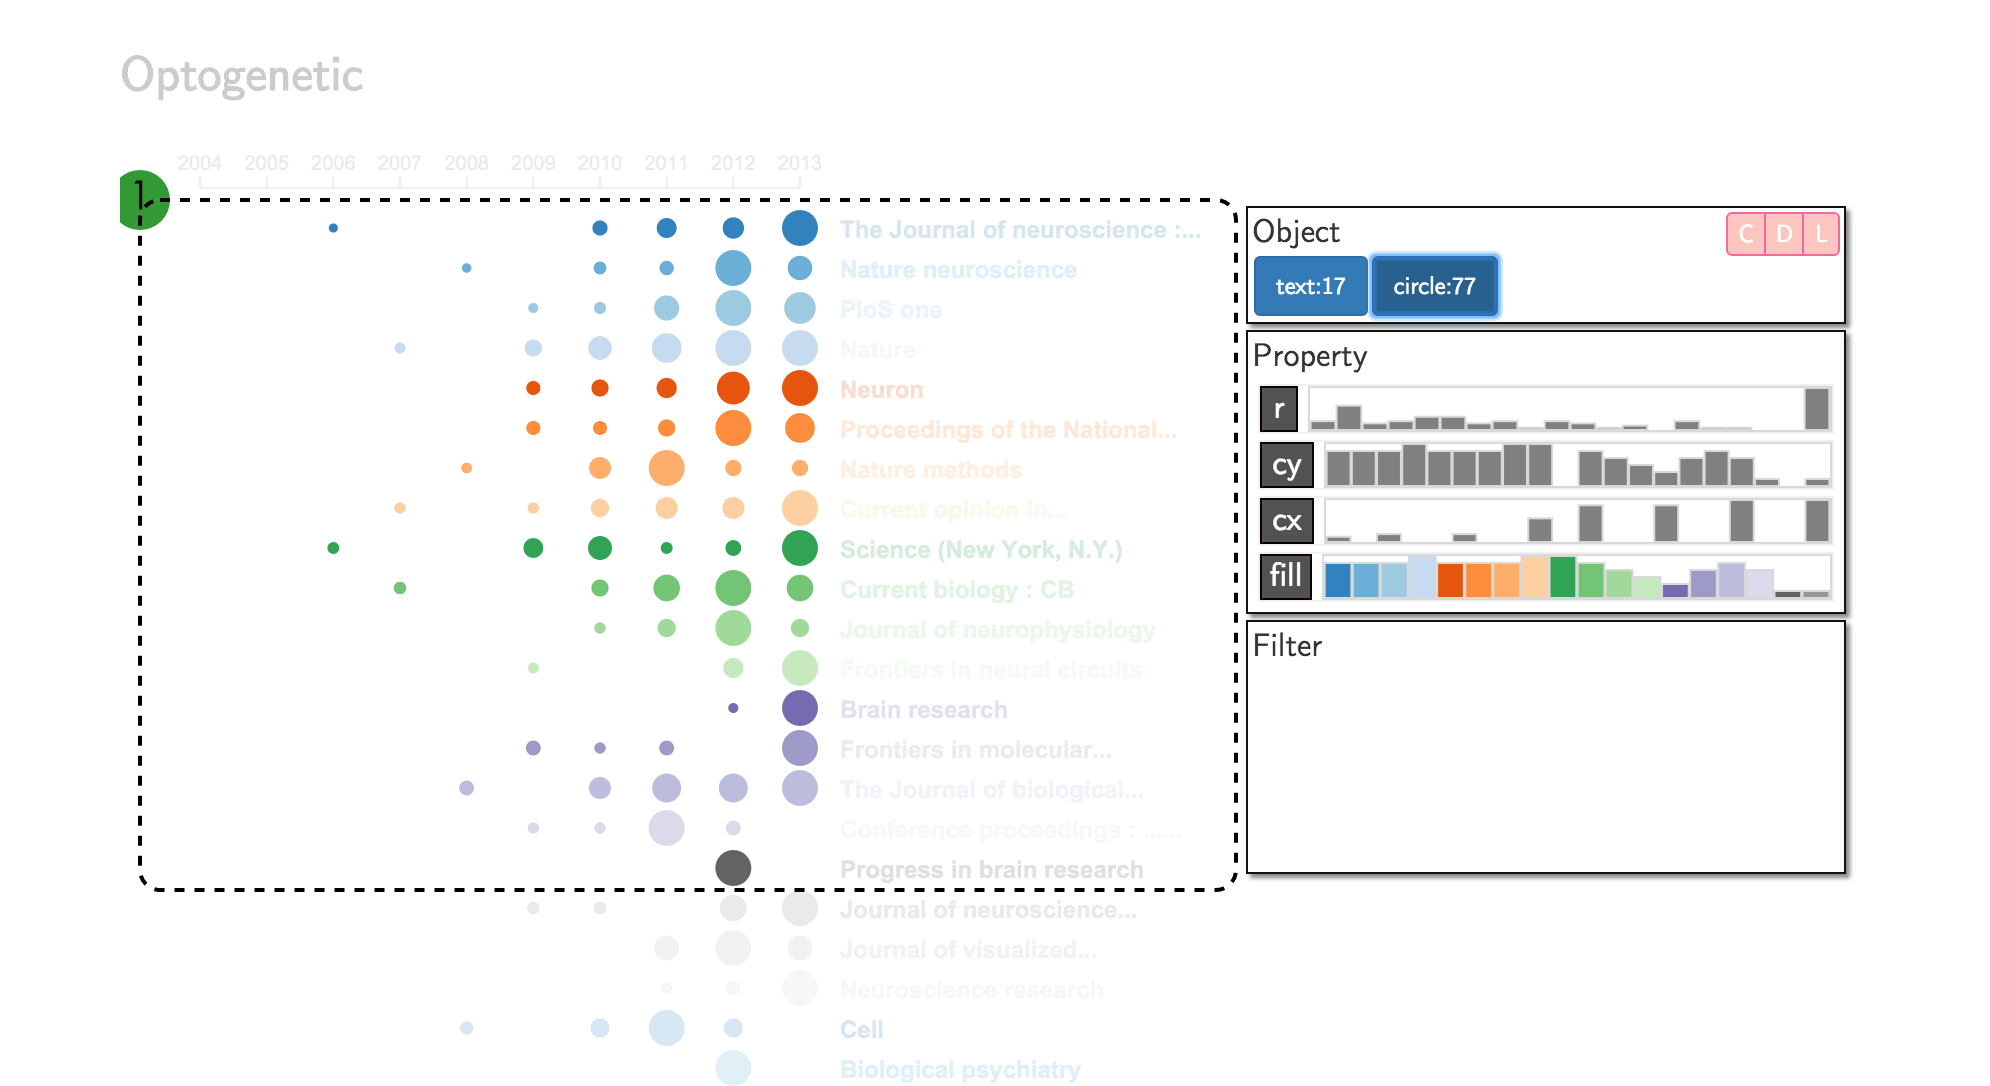 Optogenetic
2004 2005 2006 2007 2008 2009 2010 2011 2012 2013
1
The Journal of neuroscience :...
Nature neuroscience
PloS one
Nature
Neuron
Proceedings of the National...
Nature methods
Current opinion in...
Science (New York, N.Y.)
Current biology : CB
Journal of neurophysiology
Frontiers in neural circuits
Brain research
Frontiers in molecular...
The Journal of biological...
Conference proceedings : ......
Progress in brain research
Journal of neuroscience...
Journal of visualized...
Neuroscience research
Cell
Biological psychiatry
Object
C D L
text:17 circle:77
Property
r
cy
cx
fill
Filter